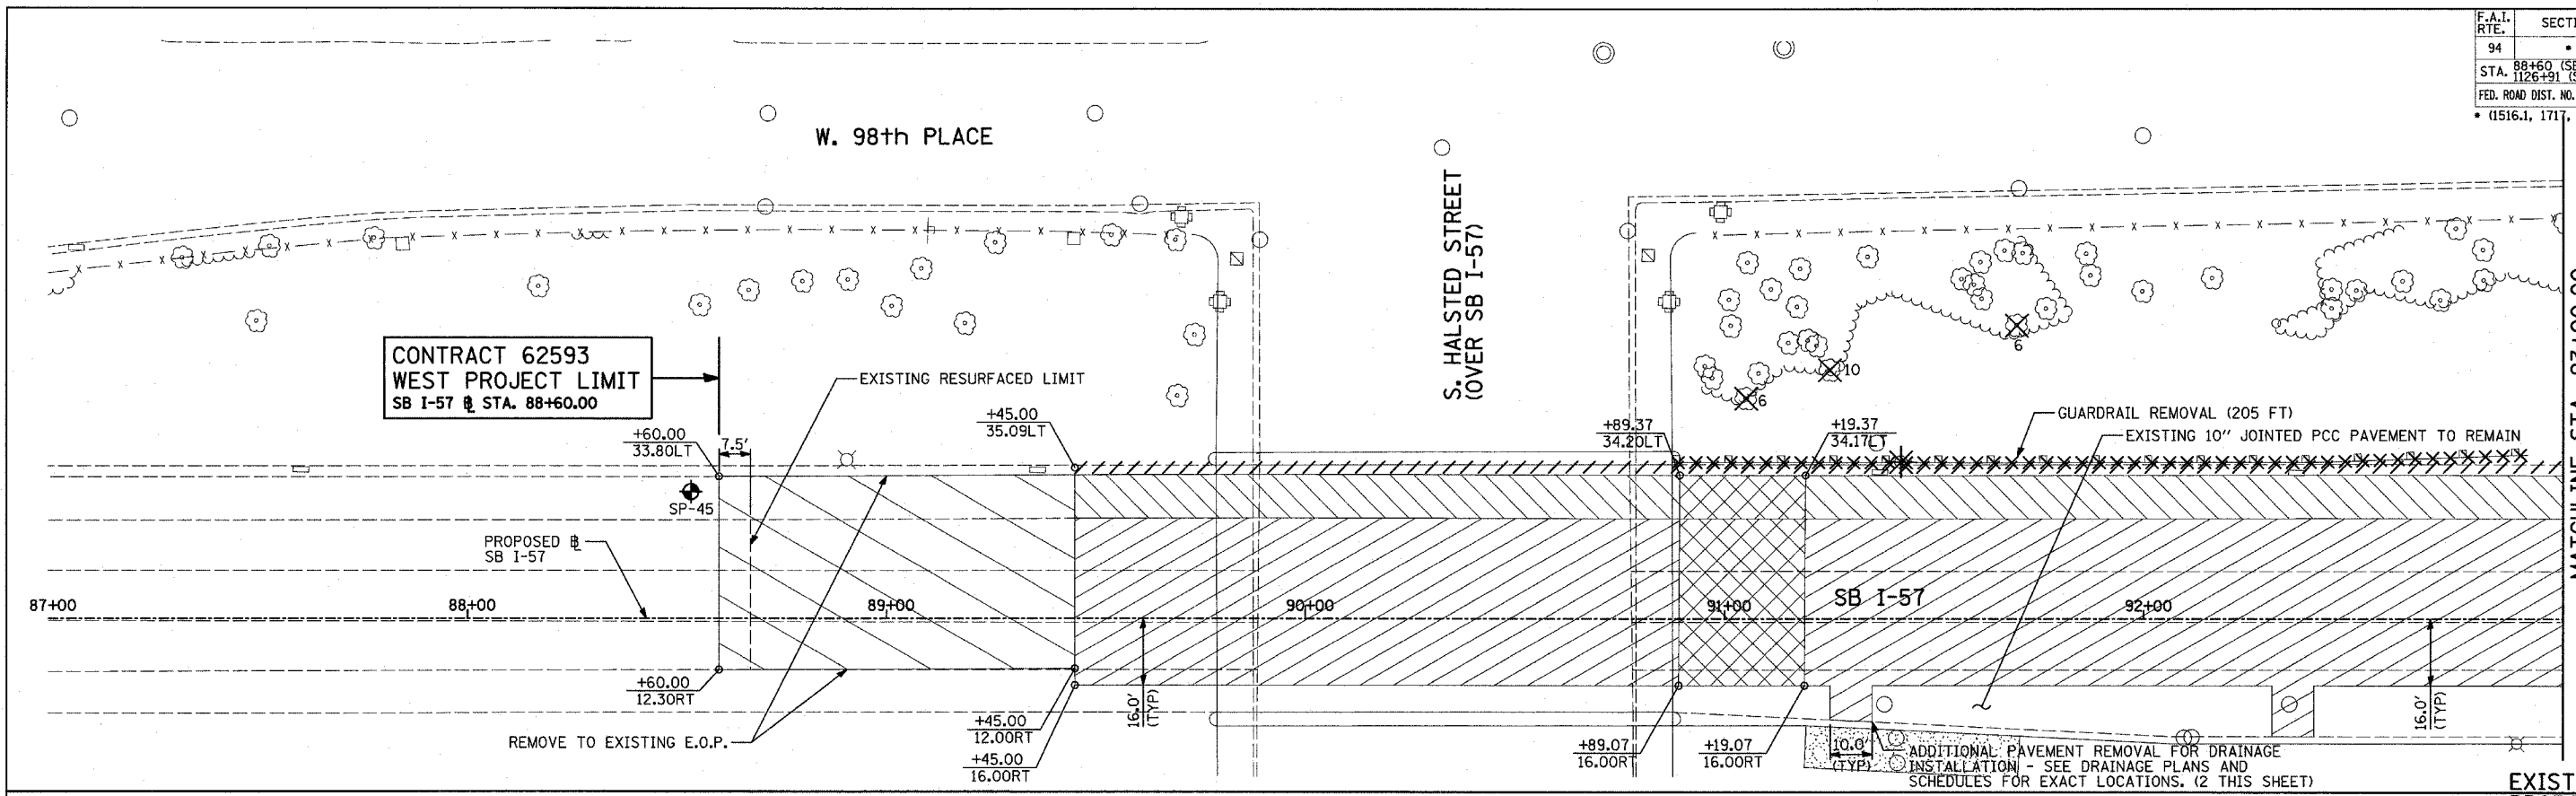 F.A.I.
RTE.
94
•
STA.
88+60
1126+91
FED. ROAD DIST. NO.
• (1516.1, 1717,
W. 98th PLACE
S. HALSTED STREET
(OVER SB I-57)
CONTRACT 62593
WEST PROJECT LIMIT
SB I-57 ℄ STA. 88+60.00
EXISTING RESURFACED LIMIT
6
10
6
GUARDRAIL REMOVAL (205 FT)
EXISTING 10" JOINTED PCC PAVEMENT TO REMAIN
+60.00
33.80LT
7.5'
+45.00
35.09LT
+89.37
34.20LT
+19.37
34.17LT
SP-45
PROPOSED ℄
SB I-57
87+00
88+00
89+00
90+00
91+00
SB I-57
92+00
+60.00
12.30RT
REMOVE TO EXISTING E.O.P.
+45.00
12.00RT
+45.00
16.00RT
16.0'
(TYP)
+89.07
16.00RT
+19.07
16.00RT
10.0'
(TYP)
16.0'
(TYP)
ADDITIONAL PAVEMENT REMOVAL FOR DRAINAGE
INSTALLATION - SEE DRAINAGE PLANS AND
SCHEDULES FOR EXACT LOCATIONS. (2 THIS SHEET)